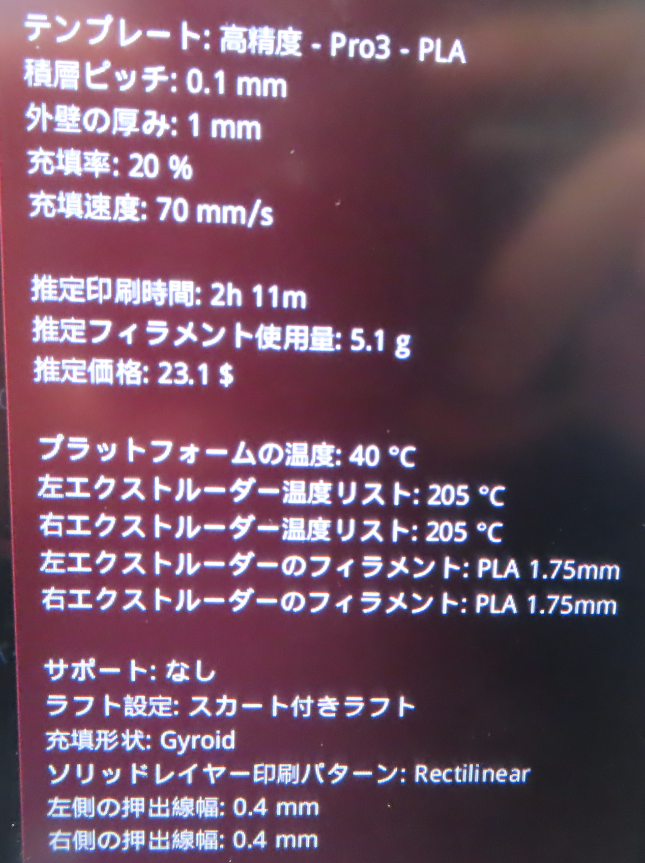 テンプレート: 高精度 - Pro3 - PLA
積層ピッチ: 0.1 mm
外壁の厚み: 1 mm
充填率: 20 %
充填速度: 70 mm/s
推定印刷時間: 2h 11m
推定フィラメント使用量: 5.1 g
推定価格: 23.1 $
プラットフォームの温度: 40 °C
左エクストルーダー温度リスト: 205 °C
右エクストルーダー温度リスト: 205 °C
左エクストルーダーのフィラメント: PLA 1.75mm
右エクストルーダーのフィラメント: PLA 1.75mm
サポート: なし
ラフト設定: スカート付きラフト
充填形状: Gyroid
ソリッドレイヤー印刷パターン: Rectilinear
左側の押出線幅: 0.4 mm
右側の押出線幅: 0.4 mm